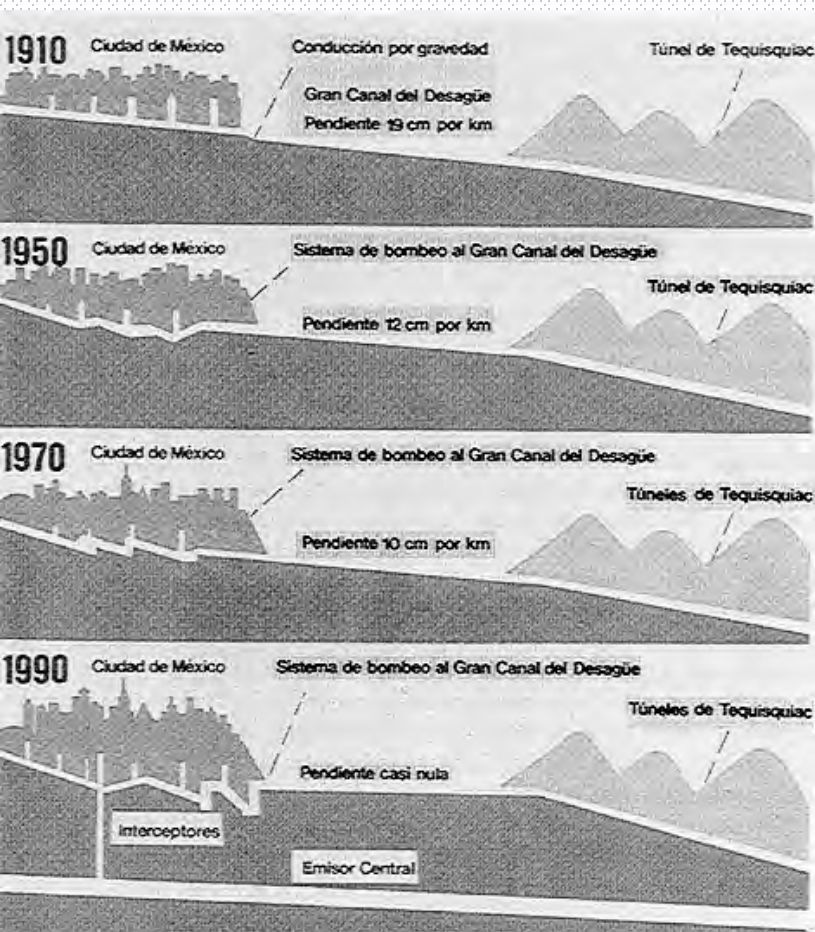 1910 Ciudad de México Conducción por gravedad Túnel de Tequisquiac
Gran Canal del Desagüe
Pendiente 19 cm por km
1950 Ciudad de México Sistema de bombeo al Gran Canal del Desagüe
Túnel de Tequisquiac
Pendiente 12 cm por km
1970 Ciudad de México Sistema de bombeo al Gran Canal del Desagüe
Túneles de Tequisquiac
Pendiente 10 cm por km
1990 Ciudad de México Sistema de bombeo al Gran Canal del Desagüe
Túneles de Tequisquiac
Pendiente casi nula
Interceptores
Emisor Central